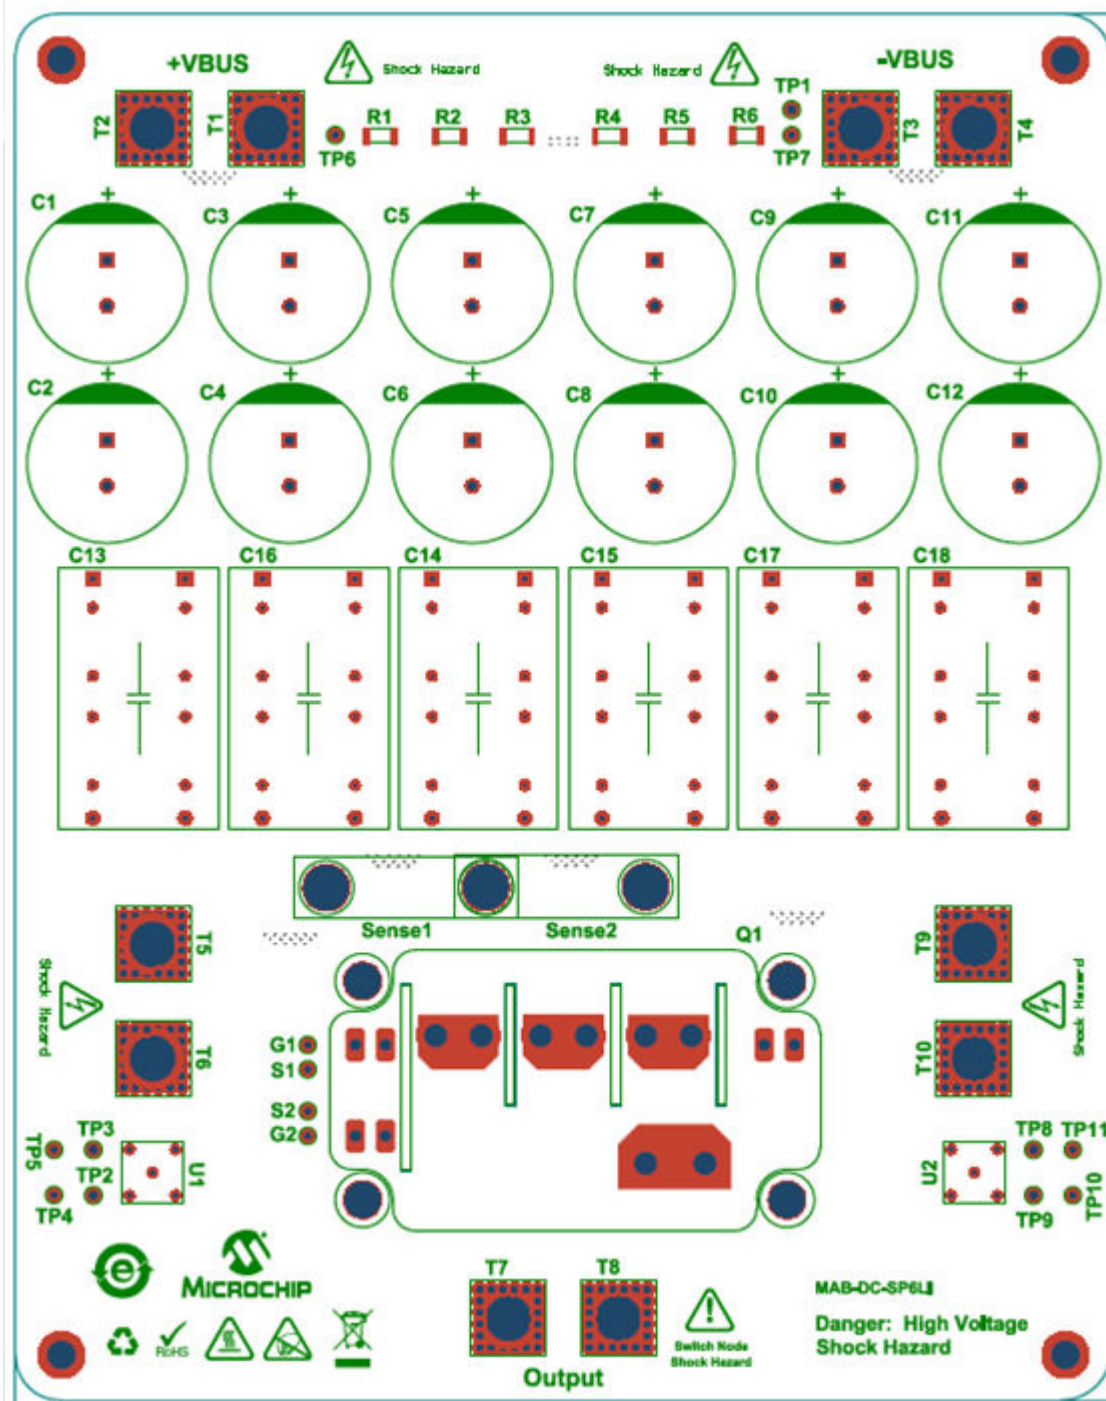 +VBUS
Shock Hazard
Shock Hazard
-VBUS
T2
T1
TP6
R1
R2
R3
R4
R5
R6
TP1
TP7
T3
T4
C1
C3
C5
C7
C9
C11
C2
C4
C6
C8
C10
C12
C13
C16
C14
C15
C17
C18
Sense1
Sense2
Q1
T5
T9
Shock Hazard
Shock Hazard
T6
T10
G1
S1
S2
G2
TP5
TP3
TP2
TP4
U1
U2
TP8
TP11
TP9
TP10
e
MICROCHIP
RoHS
T7
T8
Output
Switch Node
Shock Hazard
MAB-DC-SP6LI
Danger: High Voltage
Shock Hazard